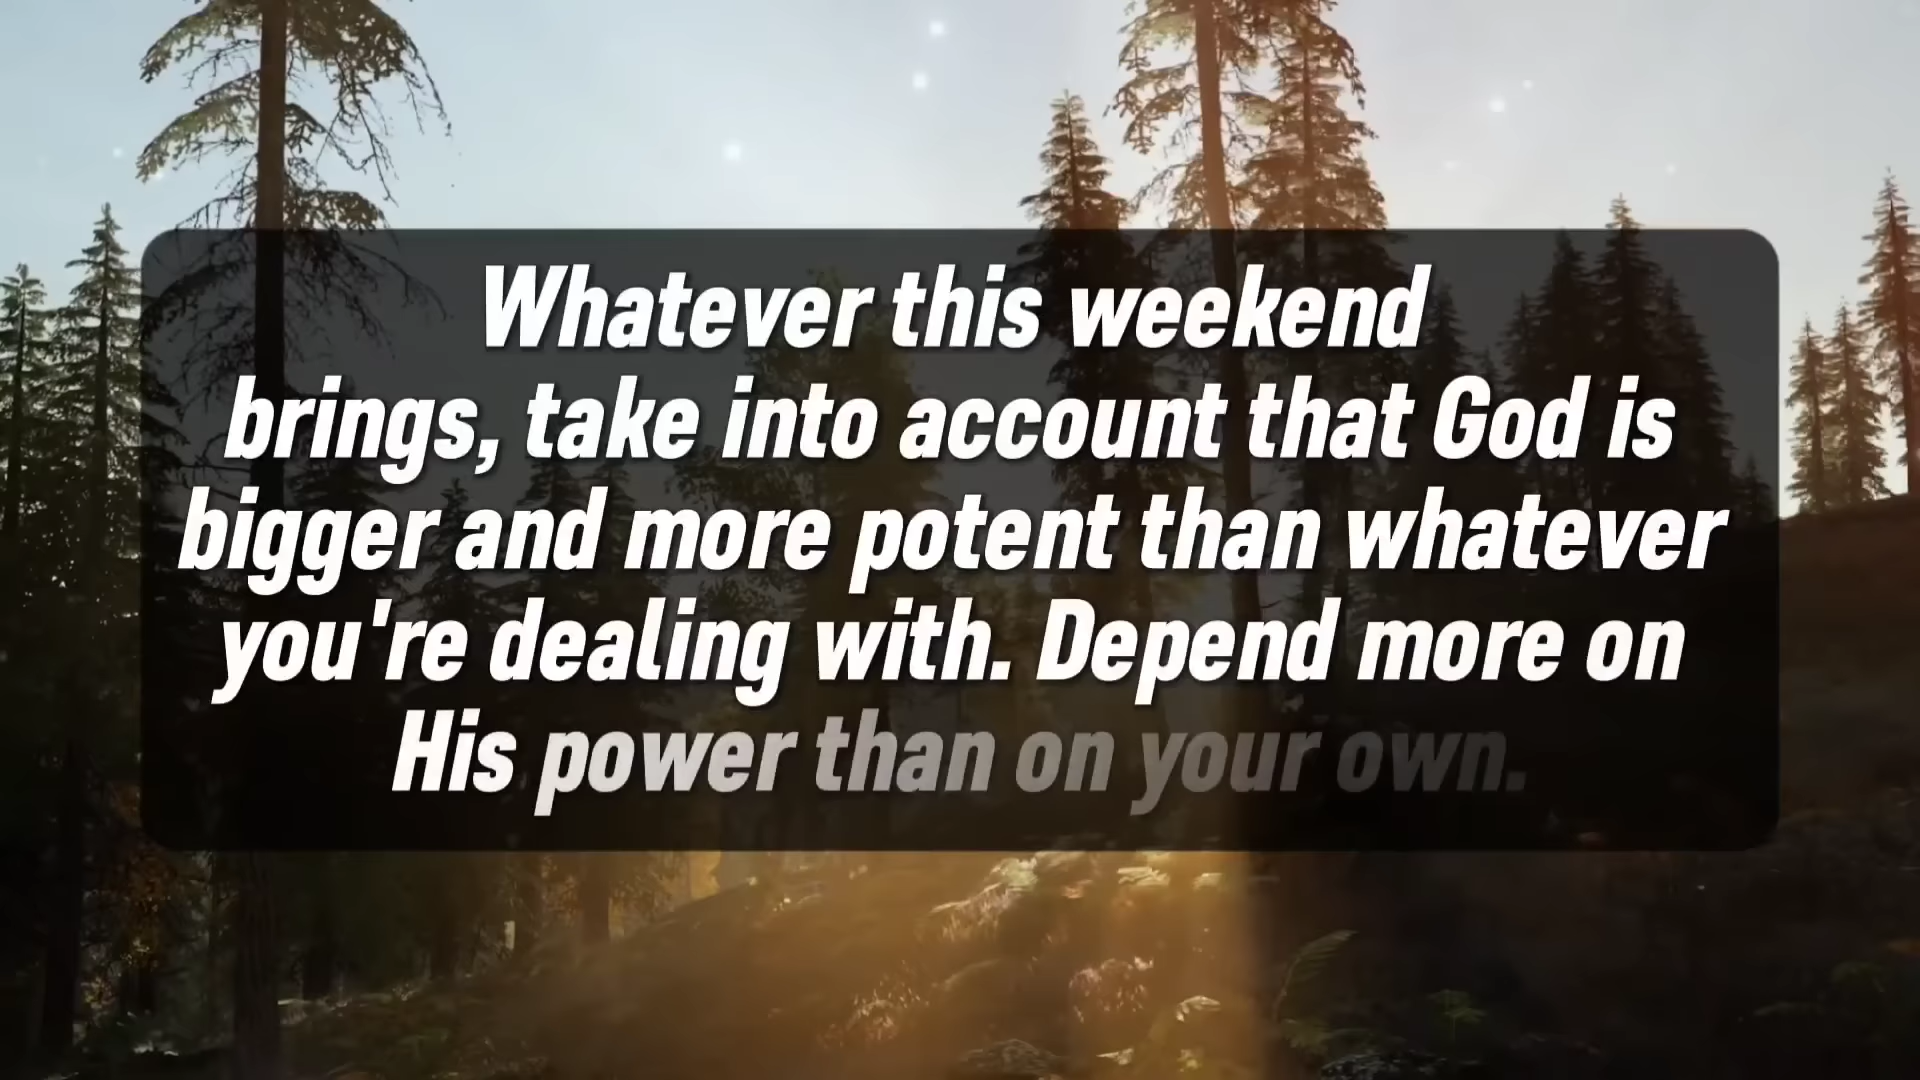 Whatever this weekend
brings, take into account that God is
bigger and more potent than whatever
you're dealing with. Depend more on
His power than on your own.